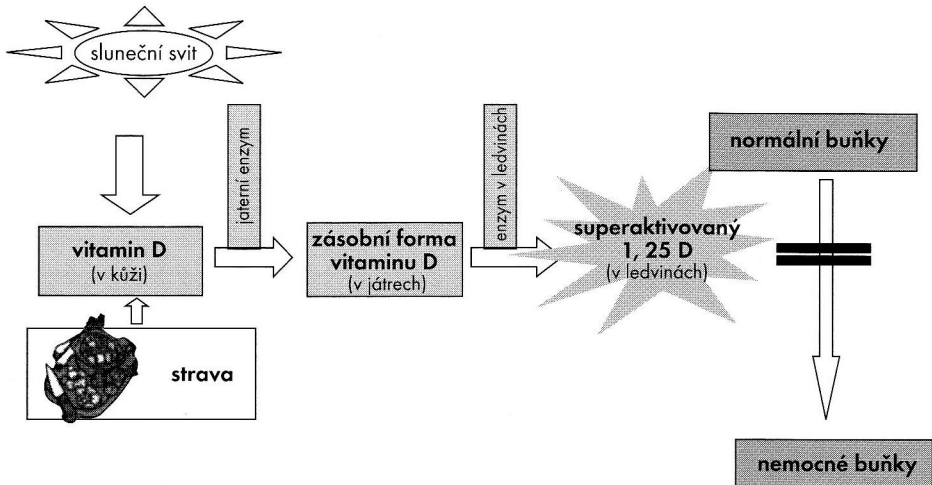 sluneční svit
jaterní enzym
enzym v ledvinách
normální buňky
vitamin D
(v kůži)
zásobní forma
vitaminu D
(v játrech)
superaktivovaný
1, 25 D
(v ledvinách)
strava
nemocné buňky